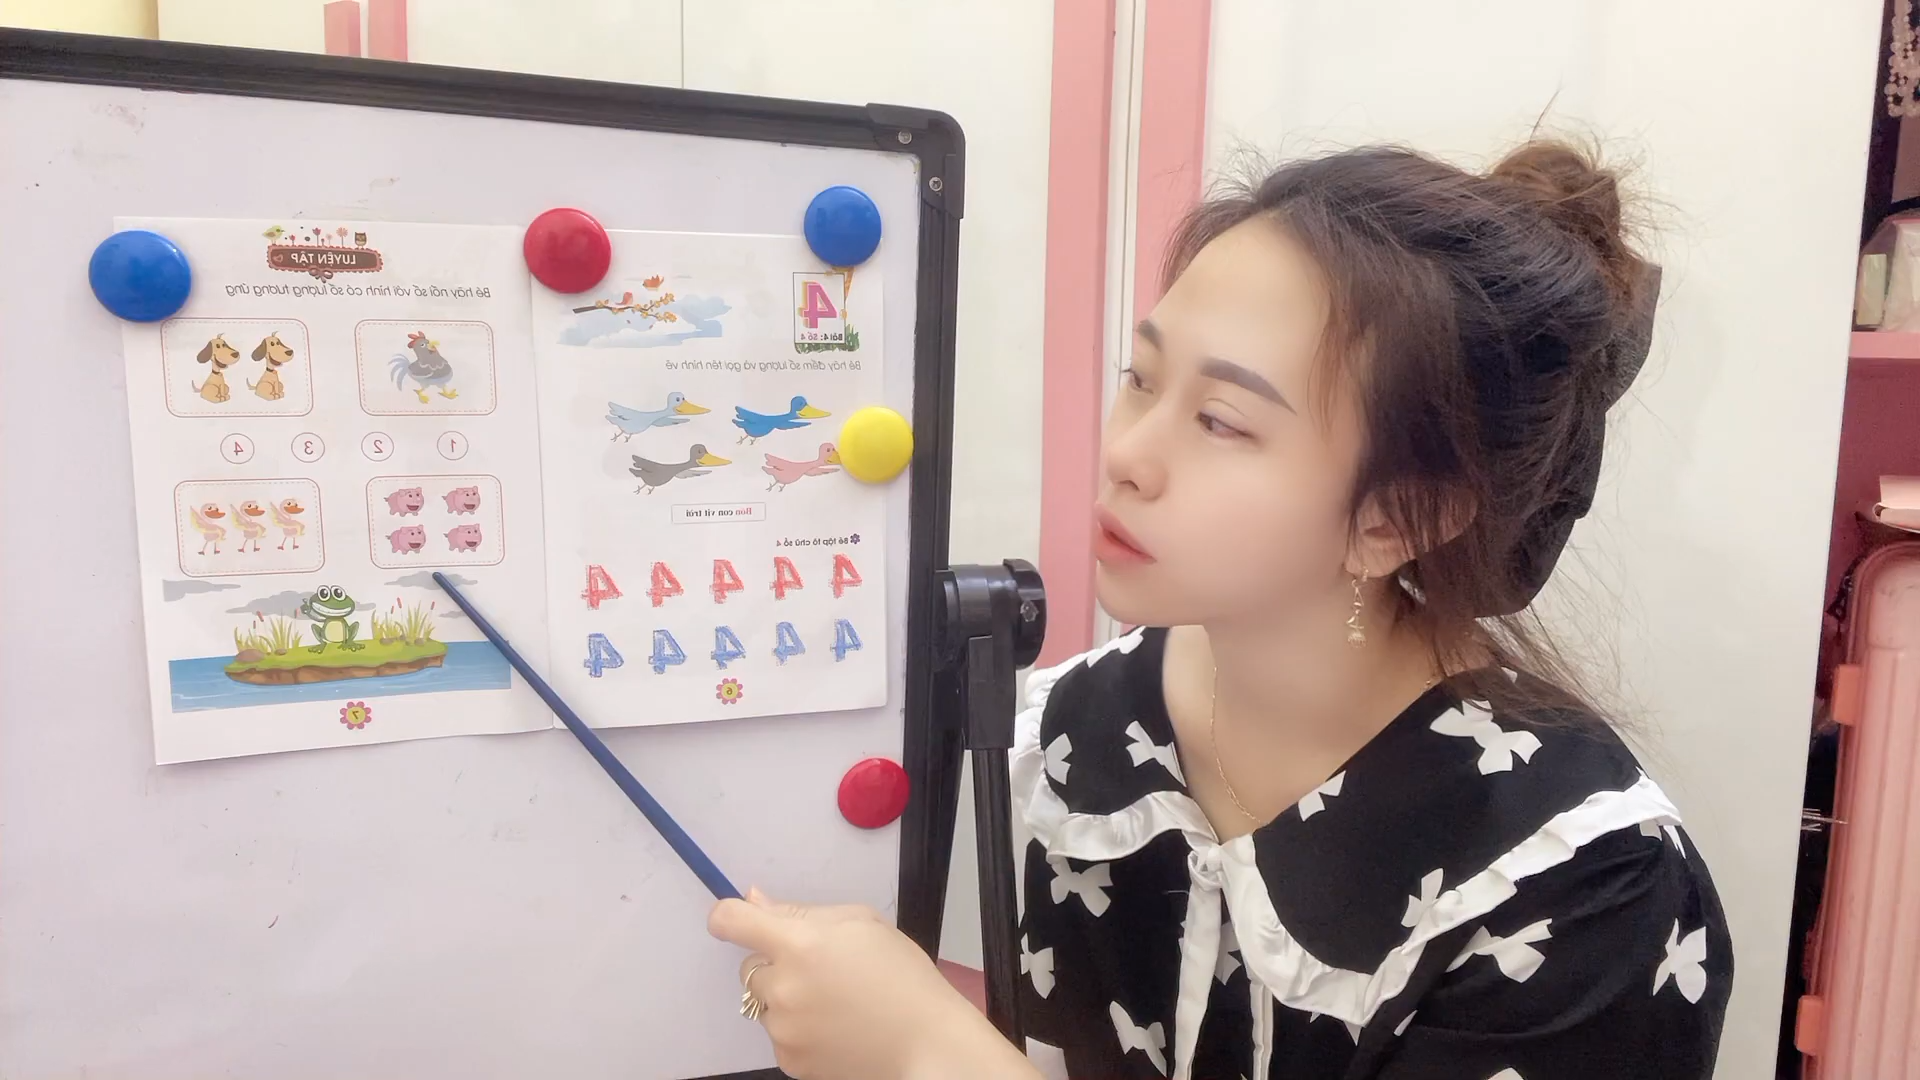 4
Bài 4: Số 4
Bé hãy đếm số lượng và gọi tên hình vẽ
Bốn con vịt trời
Bé tập tô chữ số 4
4 4 4 4 4
4 4 4 4 4
6
LUYỆN TẬP
Bé hãy nối số với hình có số lượng tương ứng
1 2 3 4
7